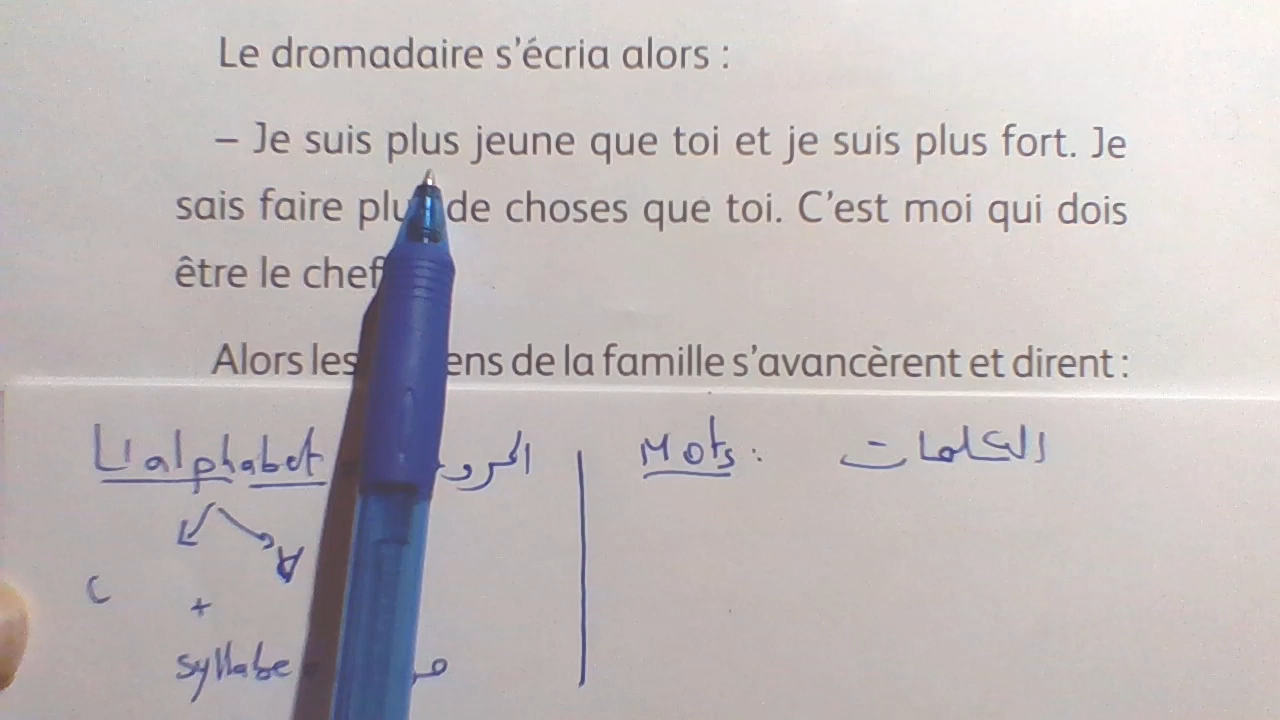 Le dromadaire s'écria alors :
– Je suis plus jeune que toi et je suis plus fort. Je
sais faire plu de choses que toi. C'est moi qui dois
être le chef
Alors les ens de la famille s'avancèrent et dirent :
L'alphabet الحرو
Mots : الكلمات
A
C
+
syllabe